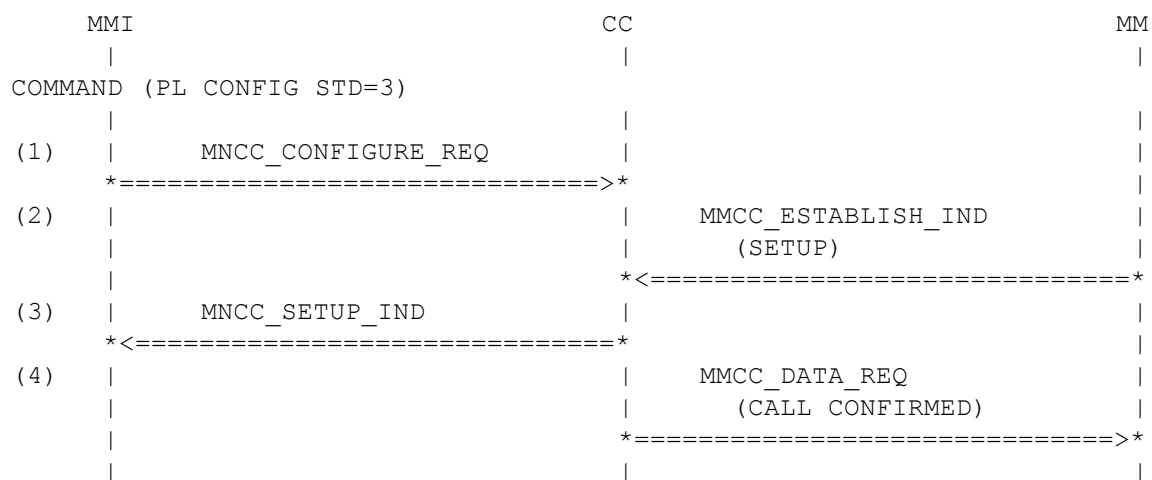 MMI CC MM
| | |
COMMAND (PL CONFIG STD=3)
| | |
(1) | MNCC_CONFIGURE_REQ | |
*==============================>* |
(2) | | MMCC_ESTABLISH_IND |
| | (SETUP) |
| *<==============================*
(3) | MNCC_SETUP_IND | |
*<==============================* |
(4) | | MMCC_DATA_REQ |
| | (CALL CONFIRMED) |
| *==============================>*
| | |